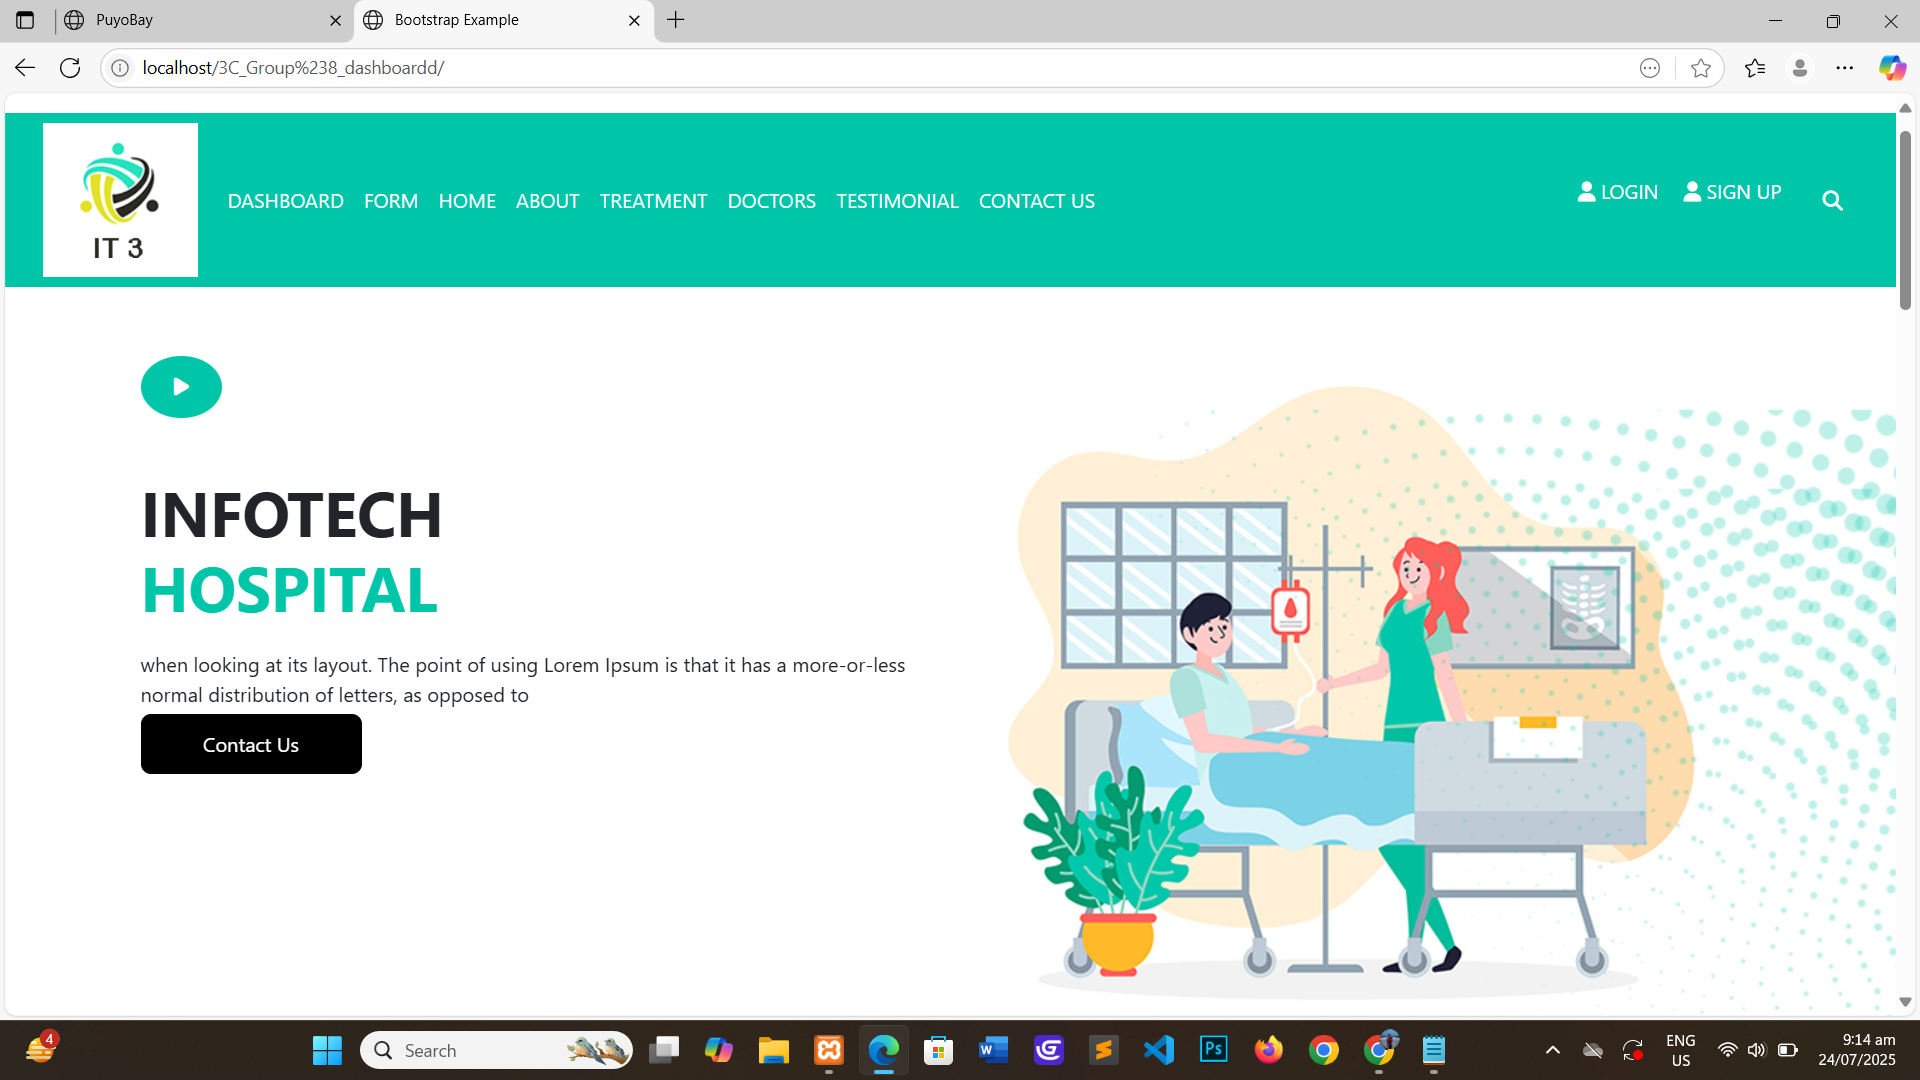 PuyoBay
Bootstrap Example
localhost/3C_Group%238_dashboardd/
IT 3
DASHBOARD FORM HOME ABOUT TREATMENT DOCTORS TESTIMONIAL CONTACT US
LOGIN SIGN UP
INFOTECH
HOSPITAL
when looking at its layout. The point of using Lorem Ipsum is that it has a more-or-less
normal distribution of letters, as opposed to
Contact Us
4
Search
W
Ps
ENG
US
9:14 am
24/07/2025